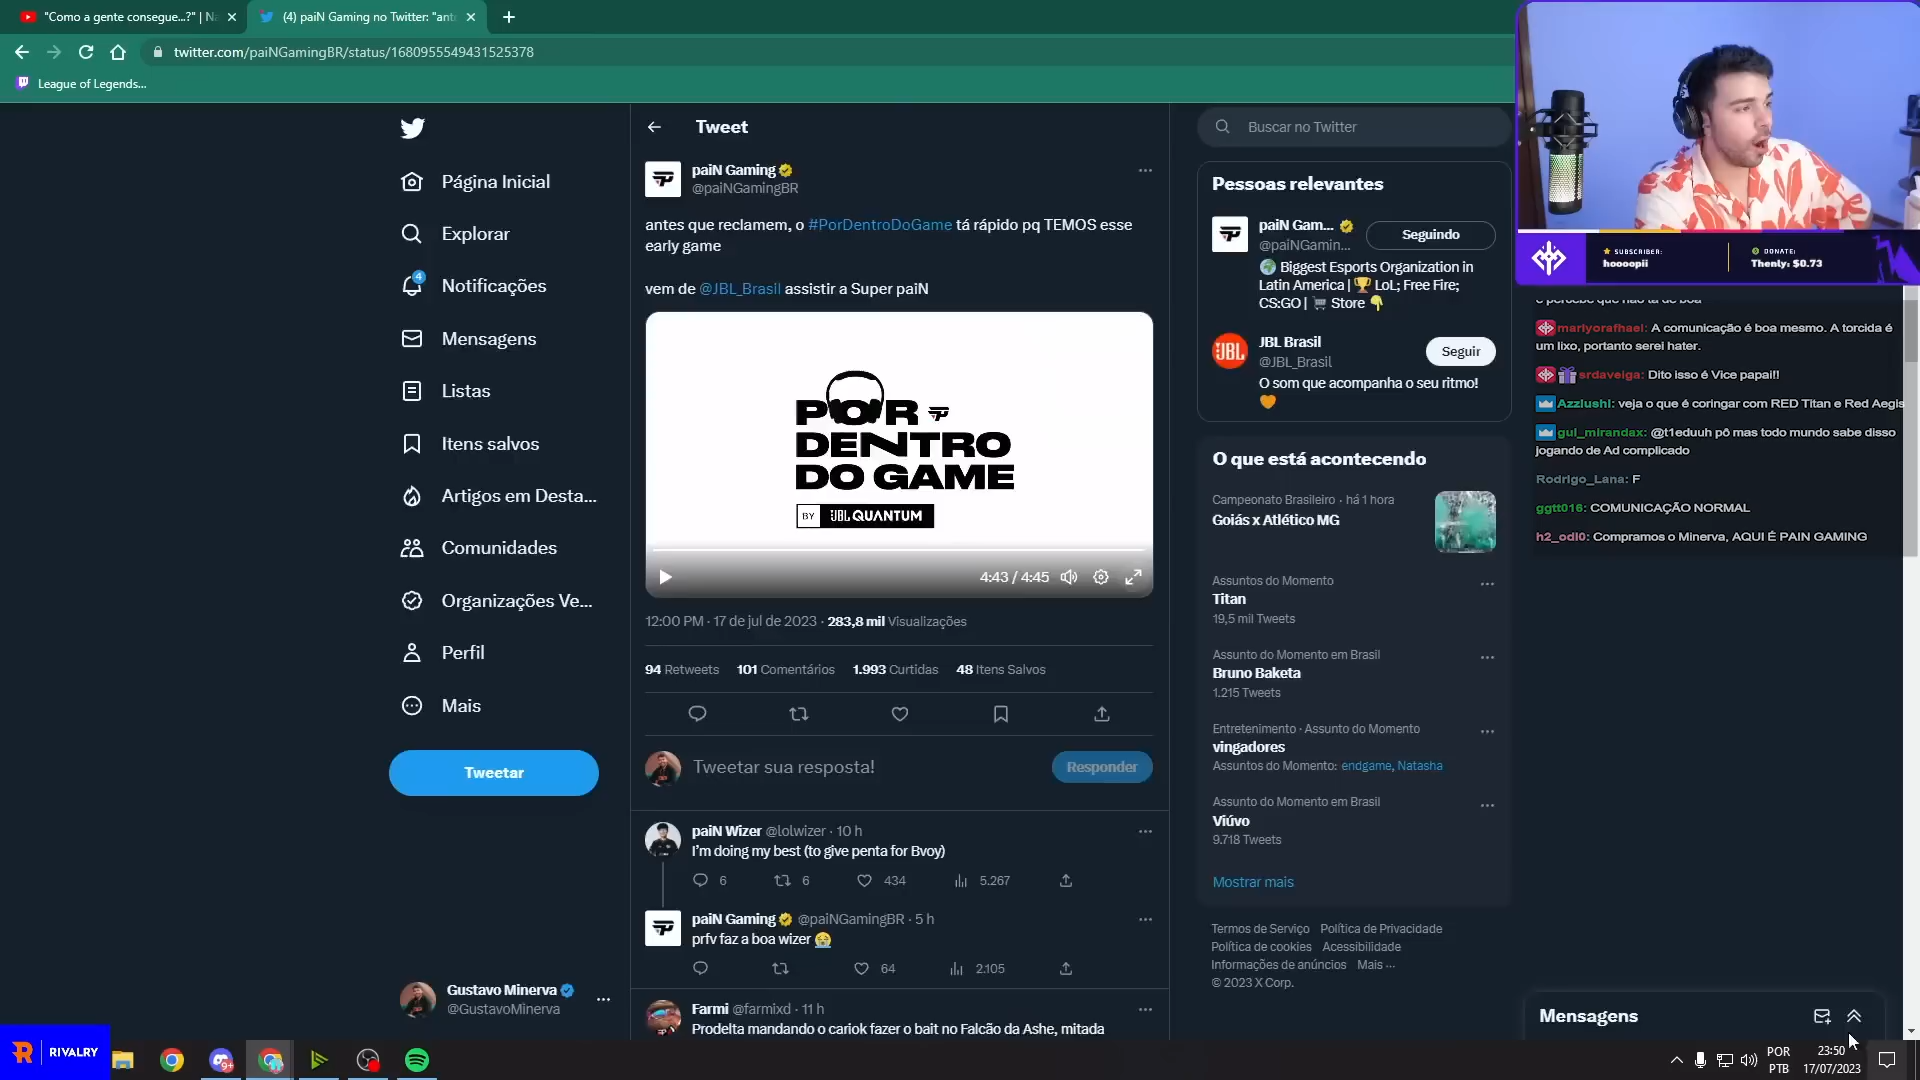 "Como a gente consegue...?" | N
(4) paiN Gaming no Twitter: "ant
twitter.com/paiNGamingBR/status/1680955549431525378
League of Legends...
Página Inicial
Explorar
4
Notificações
Mensagens
Listas
Itens salvos
Artigos em Desta...
Comunidades
Organizações Ve...
Perfil
Mais
Tweetar
Gustavo Minerva
@GustavoMinerva
Tweet
paiN Gaming
@paiNGamingBR
antes que reclamem, o #PorDentroDoGame tá rápido pq TEMOS esse
early game
vem de @JBL_Brasil assistir a Super paiN
POR
DENTRO
DO GAME
BY JBL QUANTUM
4:43 / 4:45
12:00 PM · 17 de jul de 2023 · 283,8 mil Visualizações
94 Retweets 101 Comentários 1.993 Curtidas 48 Itens Salvos
Tweetar sua resposta!
Responder
paiN Wizer @lolwizer · 10 h
I'm doing my best (to give penta for Bvoy)
6 6 434 5.267
paiN Gaming @paiNGamingBR · 5 h
prfv faz a boa wizer 😭
64 2.105
Farmi @farmixd · 11 h
Prodelta mandando o cariok fazer o bait no Falcão da Ashe, mitada
Buscar no Twitter
Pessoas relevantes
paiN Gam...
@paiNGamin...
Seguindo
🌍 Biggest Esports Organization in
Latin America | 🏆 LoL; Free Fire;
CS:GO | 🛒 Store 👇
JBL
JBL Brasil
@JBL_Brasil
Seguir
O som que acompanha o seu ritmo!
🧡
O que está acontecendo
Campeonato Brasileiro · há 1 hora
Goiás x Atlético MG
Assuntos do Momento
Titan
19,5 mil Tweets
Assunto do Momento em Brasil
Bruno Baketa
1.215 Tweets
Entretenimento · Assunto do Momento
vingadores
Assuntos do Momento: endgame, Natasha
Assunto do Momento em Brasil
Viúvo
9.718 Tweets
Mostrar mais
Termos de Serviço Política de Privacidade
Política de cookies Acessibilidade
Informações de anúncios Mais ...
© 2023 X Corp.
SUBSCRIBER:
hoooopii
DONATE:
Thenly: $0.73
e percebe que não tá de boa
marlyorafhael: A comunicação é boa mesmo. A torcida é
um lixo, portanto serei hater.
srdaveiga: Dito isso é Vice papai!!
Azzlushi: veja o que é coringar com RED Titan e Red Aegis
gui_mirandax: @t1eduuh pô mas todo mundo sabe disso
jogando de Ad complicado
Rodrigo_Lana: F
ggtt016: COMUNICAÇÃO NORMAL
h2_odi0: Compramos o Minerva, AQUI É PAIN GAMING
Mensagens
RIVALRY
9+
POR
PTB
23:50
17/07/2023